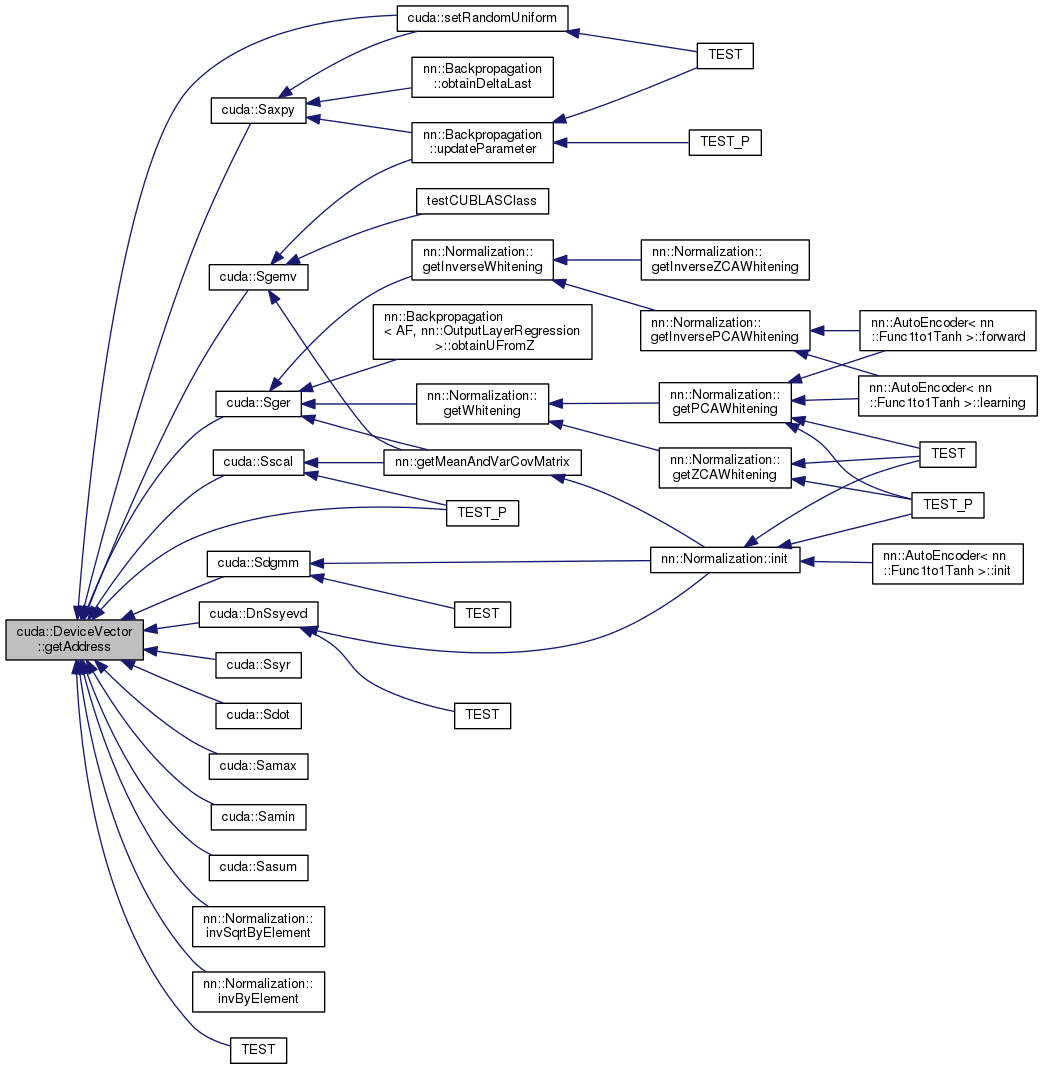 cuda::setRandomUniform
TEST
nn::Backpropagation
::obtainDeltaLast
cuda::Saxpy
nn::Backpropagation
::updateParameter
TEST_P
testCUBLASClass
cuda::Sgemv
nn::Normalization::
getInverseWhitening
nn::Normalization::
getInverseZCAWhitening
nn::Backpropagation
< AF, nn::OutputLayerRegression
>::obtainUFromZ
nn::Normalization::
getInversePCAWhitening
nn::AutoEncoder< nn
::Func1to1Tanh >::forward
cuda::Sger
nn::Normalization::
getWhitening
nn::Normalization::
getPCAWhitening
nn::AutoEncoder< nn
::Func1to1Tanh >::learning
cuda::Sscal
nn::getMeanAndVarCovMatrix
nn::Normalization::
getZCAWhitening
TEST
TEST_P
TEST_P
cuda::Sdgmm
nn::Normalization::init
nn::AutoEncoder< nn
::Func1to1Tanh >::init
cuda::DnSsyevd
TEST
cuda::DeviceVector
::getAddress
cuda::Ssyr
cuda::Sdot
TEST
cuda::Samax
cuda::Samin
cuda::Sasum
nn::Normalization::
invSqrtByElement
nn::Normalization::
invByElement
TEST